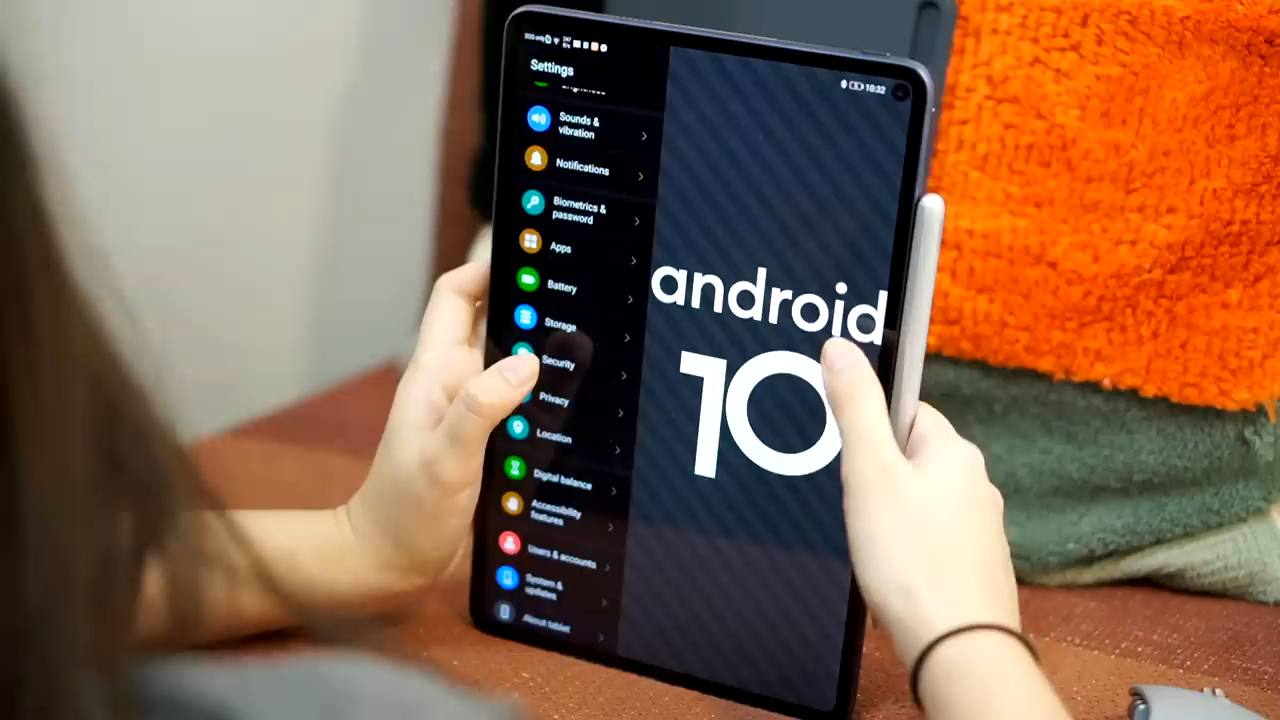 10:32
Settings
Sounds &
vibration
Notifications
Biometrics &
password
Apps
Battery
Storage
Security
Privacy
Location
Digital balance
Accessibility
features
Users & accounts
System &
updates
About tablet
android
10